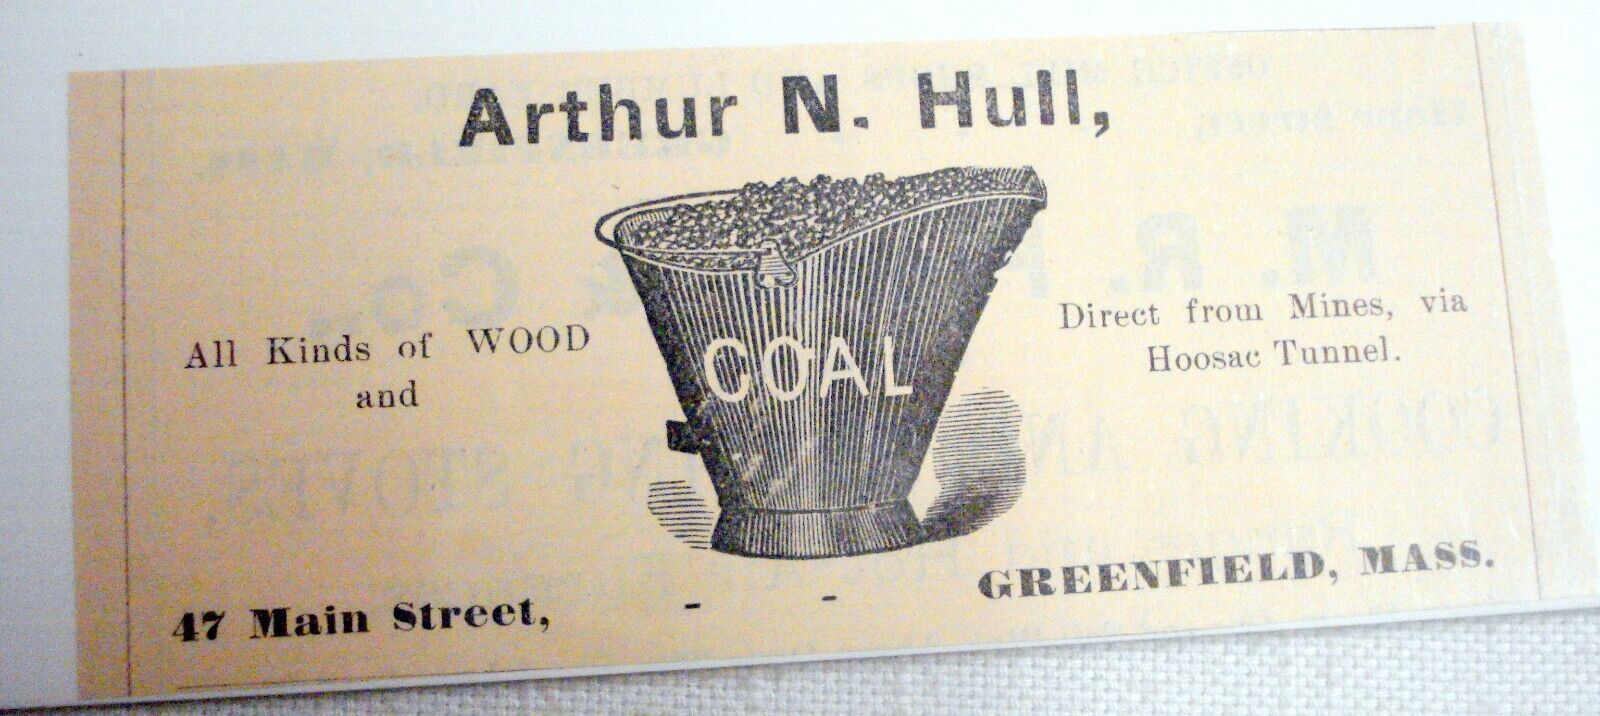 Arthur N. Hull,
All Kinds of WOOD
and
COAL
Direct from Mines, via
Hoosac Tunnel.
47 Main Street, - - GREENFIELD, MASS.